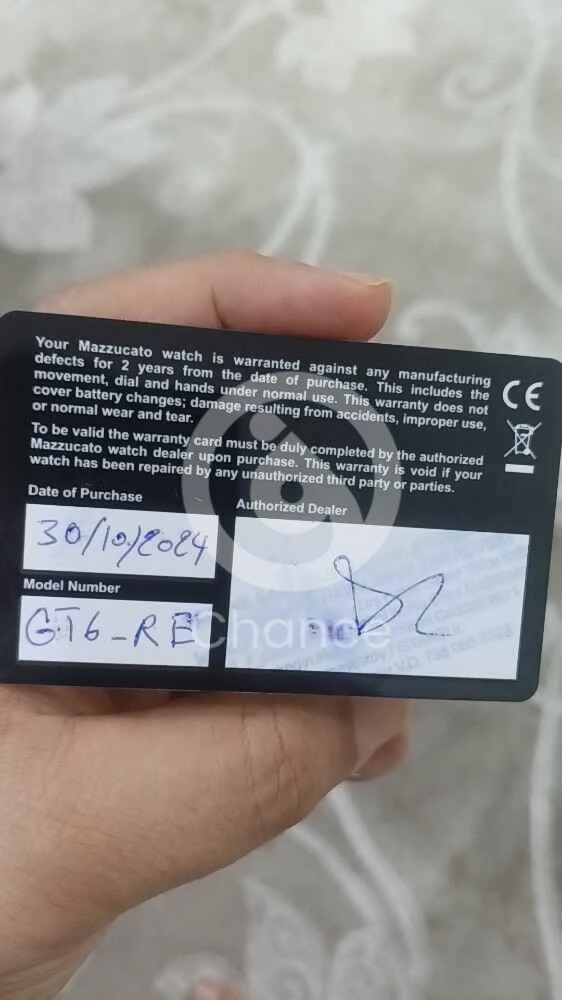 Your Mazzucato watch is warranted against any manufacturing
defects for 2 years from the date of purchase. This includes the
movement, dial and hands under normal use. This warranty does not
cover battery changes; damage resulting from accidents, improper use,
or normal wear and tear.
To be valid the warranty card must be duly completed by the authorized
Mazzucato watch dealer upon purchase. This warranty is void if your
watch has been repaired by any unauthorized third party or parties.
CE
Date of Purchase
30/10/2024
Authorized Dealer
Model Number
GT6-RE
Chance